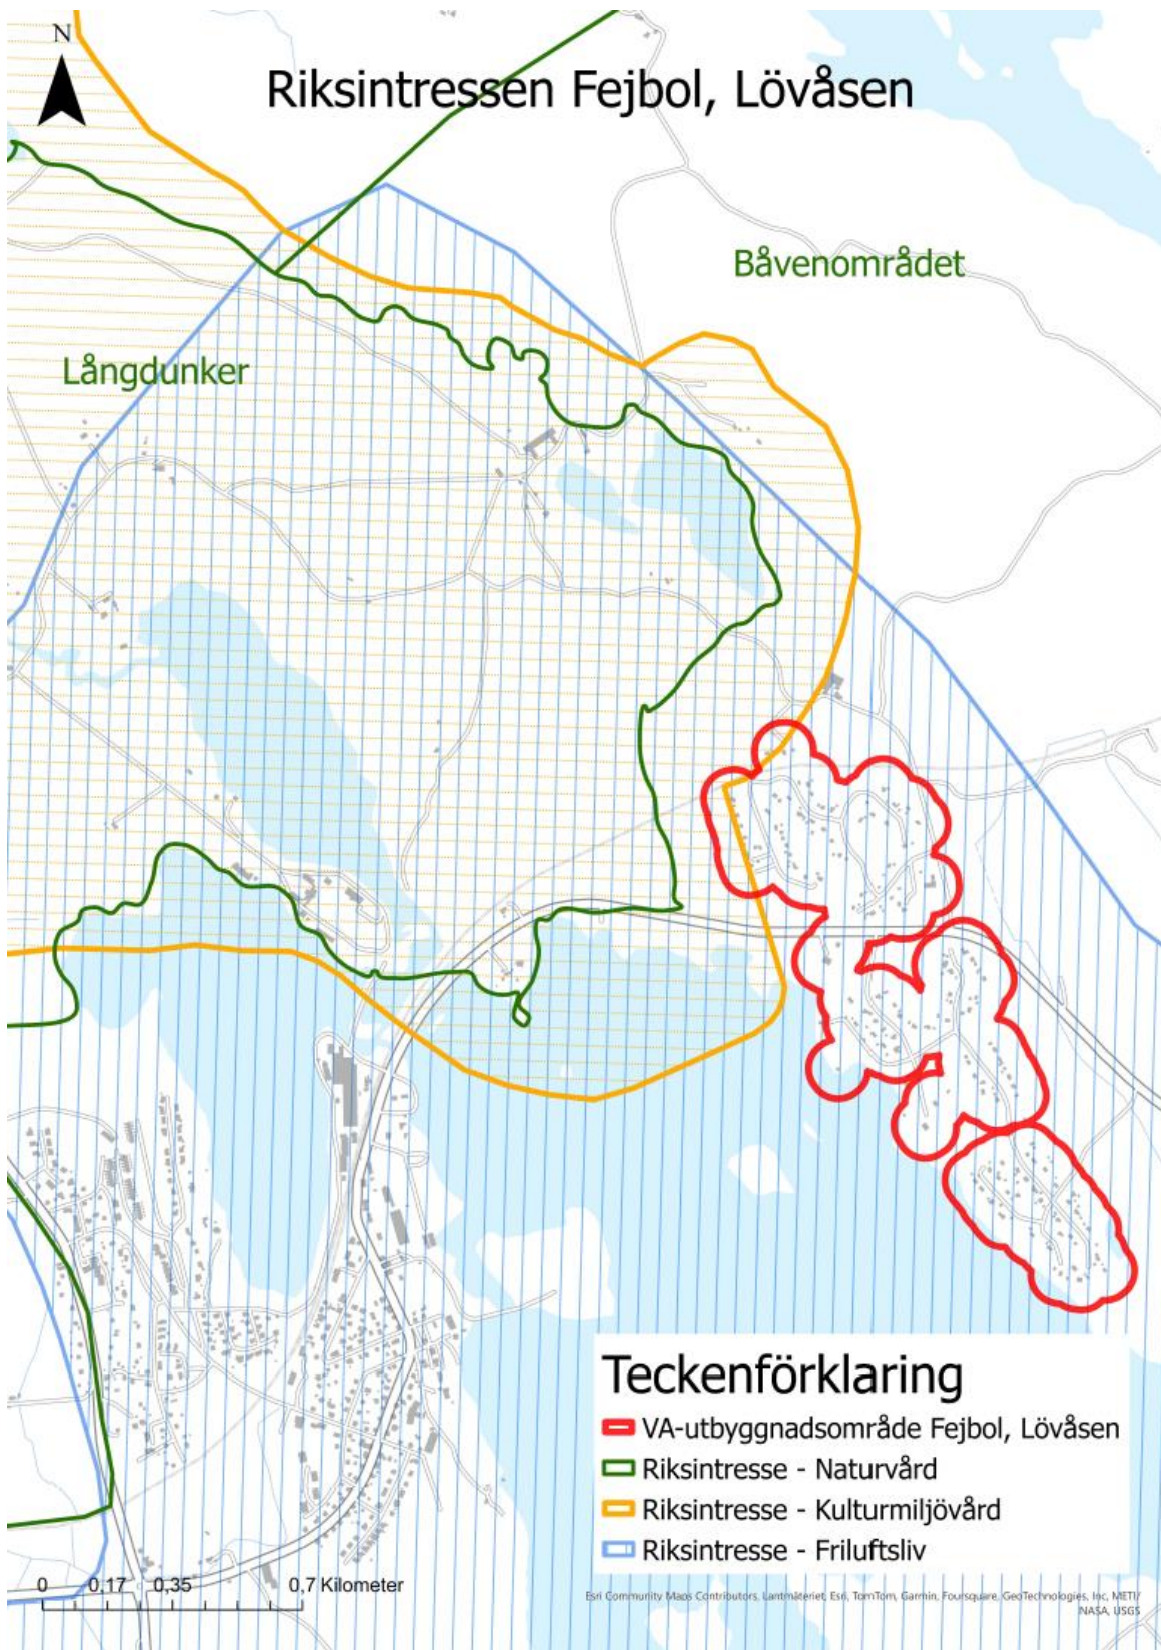 N
Riksintressen Fejbol, Lövåsen
Båvenområdet
Långdunker
Teckenförklaring
VA-utbyggnadsområde Fejbol, Lövåsen
Riksintresse - Naturvård
Riksintresse - Kulturmiljövård
Riksintresse - Friluftsliv
0 0,17 0,35 0,7 Kilometer
Esri Community Maps Contributors, Lantmäteriet, Esri, TomTom, Garmin, Foursquare, GeoTechnologies, Inc, METI/
NASA, USGS